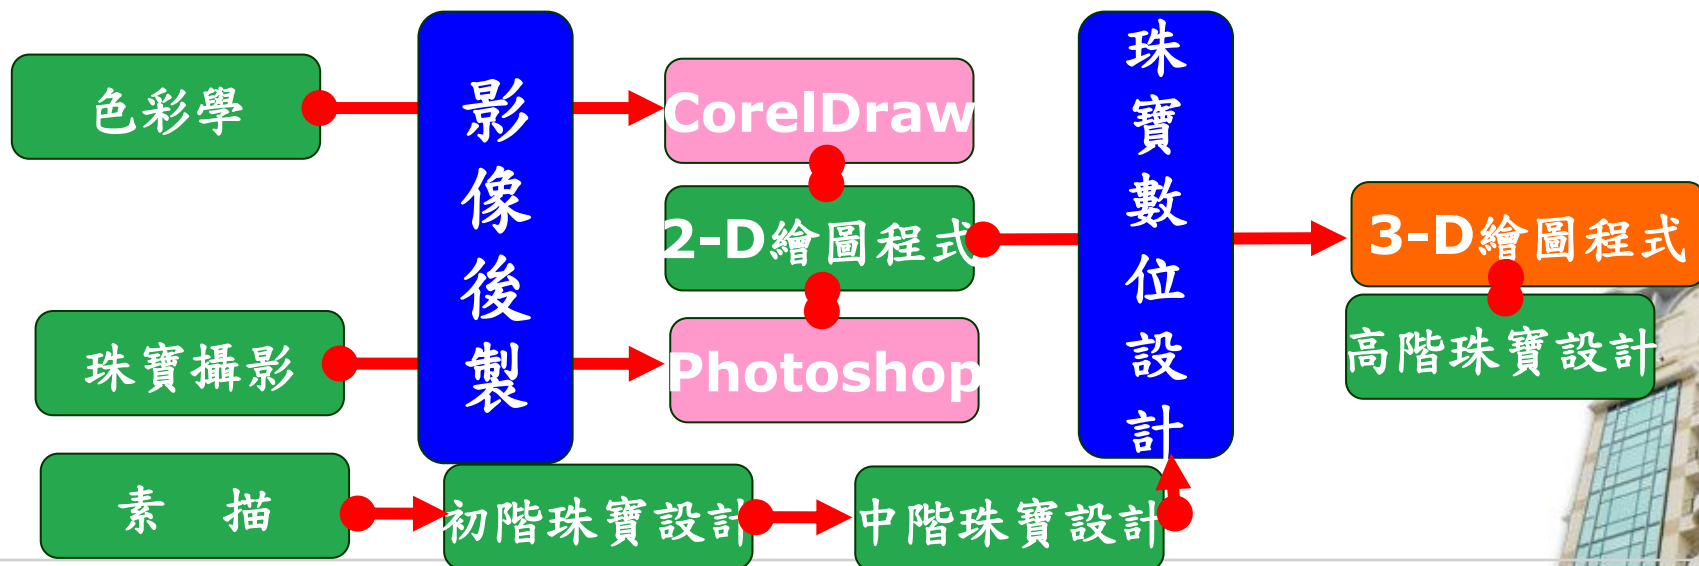 色彩學
影像後製
CorelDraw
珠寶數位設計
2-D繪圖程式
3-D繪圖程式
珠寶攝影
Photoshop
高階珠寶設計
素　描
初階珠寶設計
中階珠寶設計